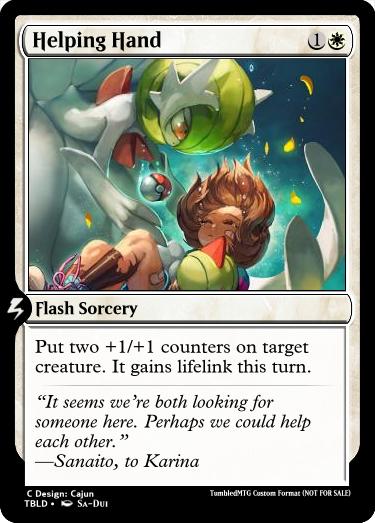 Helping Hand 1
Flash Sorcery
Put two +1/+1 counters on target
creature. It gains lifelink this turn.
“It seems we’re both looking for
someone here. Perhaps we could help
each other.”
—Sanaito, to Karina
C Design: Cajun
TBLD • Sa-Dui
TumbledMTG Custom Format (NOT FOR SALE)